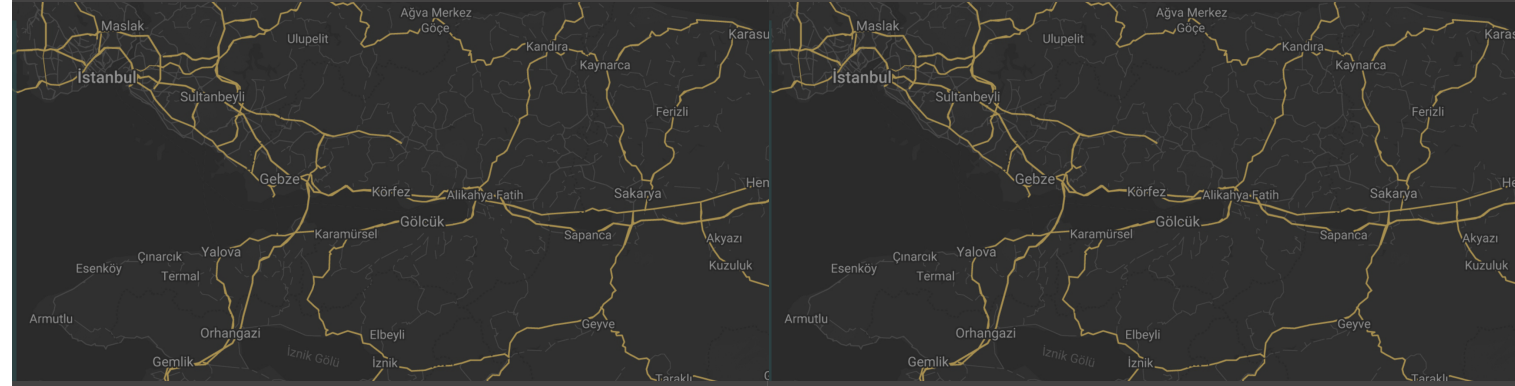 Maslak
İstanbul
Sultanbeyli
Ulupelit
Ağva Merkez
Göçe
Kandıra
Kaynarca
Karasu
Ferizli
Gebze
Körfez
Alikahya Fatih
Sakarya
Hen
Gölcük
Karamürsel
Sapanca
Akyazı
Kuzuluk
Yalova
Çınarcık
Esenköy
Termal
Armutlu
Orhangazi
Gemlik
Elbeyli
İznik Gölü
İznik
Geyve
Taraklı
Maslak
İstanbul
Sultanbeyli
Ulupelit
Ağva Merkez
Göçe
Kandıra
Kaynarca
Karas
Ferizli
Gebze
Körfez
Alikahya Fatih
Sakarya
He
Gölcük
Karamürsel
Sapanca
Akyazı
Kuzuluk
Yalova
Çınarcık
Esenköy
Termal
Armutlu
Orhangazi
Gemlik
Elbeyli
İznik Gölü
İznik
Geyve
Taraklı